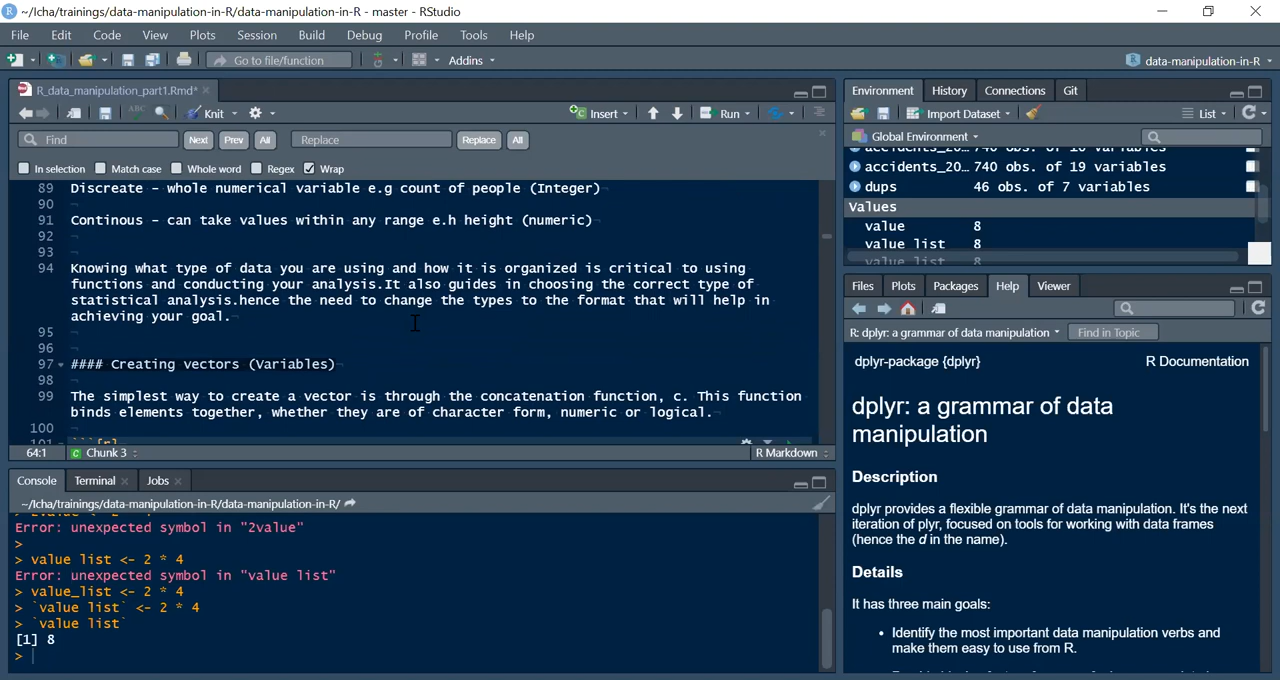 ~/Icha/trainings/data-manipulation-in-R/data-manipulation-in-R - master - RStudio
File Edit Code View Plots Session Build Debug Profile Tools Help
Go to file/function Addins data-manipulation-in-R
R_data_manipulation_part1.Rmd*
Knit Insert Run
Find Next Prev All Replace Replace All
In selection Match case Whole word Regex Wrap
89 Discreate - whole numerical variable e.g count of people (Integer)
90
91 Continous - can take values within any range e.h height (numeric)
92
93
94 Knowing what type of data you are using and how it is organized is critical to using
functions and conducting your analysis.It also guides in choosing the correct type of
statistical analysis.hence the need to change the types to the format that will help in
achieving your goal.
95
96
97 #### Creating vectors (Variables)
98
99 The simplest way to create a vector is through the concatenation function, c. This function
binds elements together, whether they are of character form, numeric or logical.
100
101 ```{r}
64:1 Chunk 3 R Markdown
Console Terminal Jobs
~/Icha/trainings/data-manipulation-in-R/data-manipulation-in-R/
Error: unexpected symbol in "2value"
>
> value list <- 2 * 4
Error: unexpected symbol in "value list"
> value_list <- 2 * 4
> `value list` <- 2 * 4
> `value list`
[1] 8
>
Environment History Connections Git
Import Dataset List
Global Environment
accidents_20… 740 obs. of 19 variables
dups 46 obs. of 7 variables
Values
value 8
value list 8
Files Plots Packages Help Viewer
R: dplyr: a grammar of data manipulation Find in Topic
dplyr-package {dplyr} R Documentation
dplyr: a grammar of data
manipulation
Description
dplyr provides a flexible grammar of data manipulation. It's the next
iteration of plyr, focused on tools for working with data frames
(hence the d in the name).
Details
It has three main goals:
• Identify the most important data manipulation verbs and
make them easy to use from R.